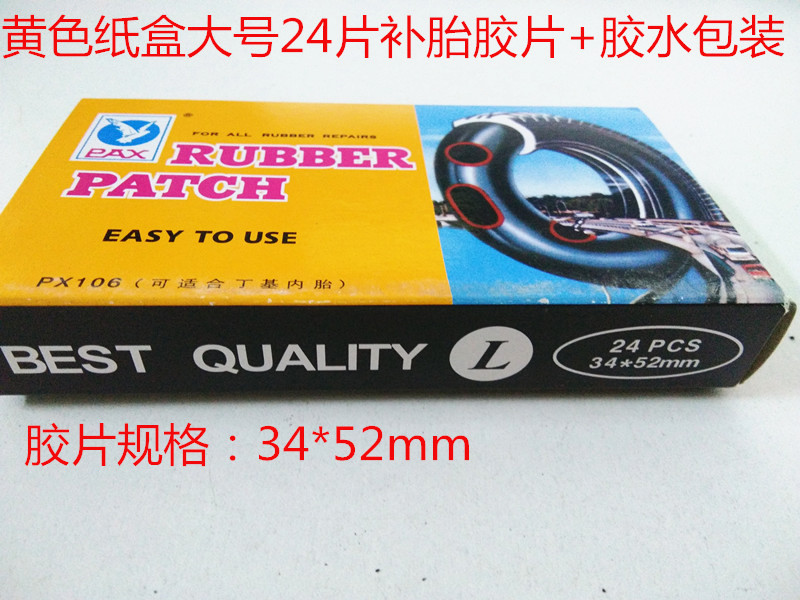 黄色纸盒大号24片补胎胶片+胶水包装
®
FOR ALL RUBBER REPAIRS
PAX
RUBBER
PATCH
EASY TO USE
PX106 (可适合丁基内胎)
BEST QUALITY L
24 PCS
34*52mm
胶片规格：34*52mm